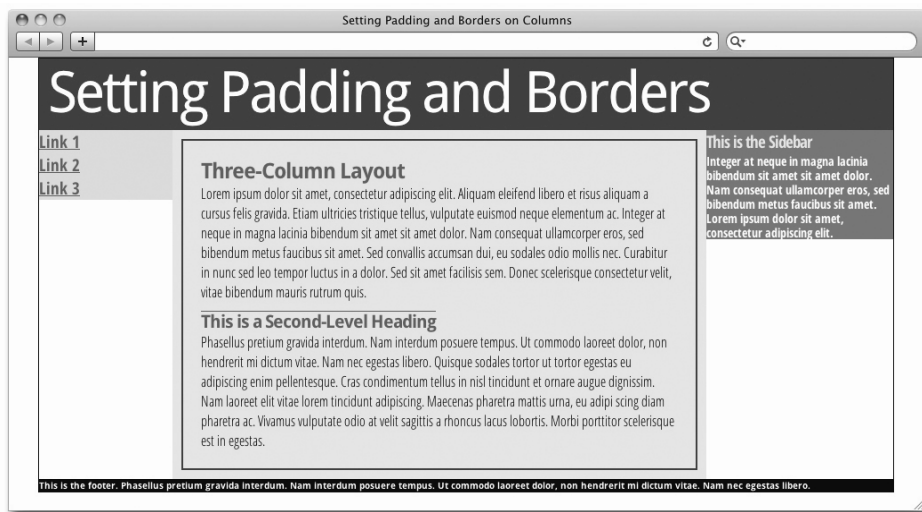 Setting Padding and Borders on Columns
Setting Padding and Borders
Link 1
Link 2
Link 3
Three-Column Layout
Lorem ipsum dolor sit amet, consectetur adipiscing elit. Aliquam eleifend libero et risus aliquam a
cursus felis gravida. Etiam ultricies tristique tellus, vulputate euismod neque elementum ac. Integer at
neque in magna lacinia bibendum sit amet sit amet dolor. Nam consequat ullamcorper eros, sed
bibendum metus faucibus sit amet. Sed convallis accumsan dui, eu sodales odio mollis nec. Curabitur
in nunc sed leo tempor luctus in a dolor. Sed sit amet facilisis sem. Donec scelerisque consectetur velit,
vitae bibendum mauris rutrum quis.
This is a Second-Level Heading
Phasellus pretium gravida interdum. Nam interdum posuere tempus. Ut commodo laoreet dolor, non
hendrerit mi dictum vitae. Nam nec egestas libero. Quisque sodales tortor ut tortor egestas eu
adipiscing enim pellentesque. Cras condimentum tellus in nisl tincidunt et ornare augue dignissim.
Nam laoreet elit vitae lorem tincidunt adipiscing. Maecenas pharetra mattis urna, eu adipi scing diam
pharetra ac. Vivamus vulputate odio at velit sagittis a rhoncus lacus lobortis. Morbi porttitor scelerisque
est in egestas.
This is the Sidebar
Integer at neque in magna lacinia
bibendum sit amet sit amet dolor.
Nam consequat ullamcorper eros, sed
bibendum metus faucibus sit amet.
Lorem ipsum dolor sit amet,
consectetur adipiscing elit.
This is the footer. Phasellus pretium gravida interdum. Nam interdum posuere tempus. Ut commodo laoreet dolor, non hendrerit mi dictum vitae. Nam nec egestas libero.